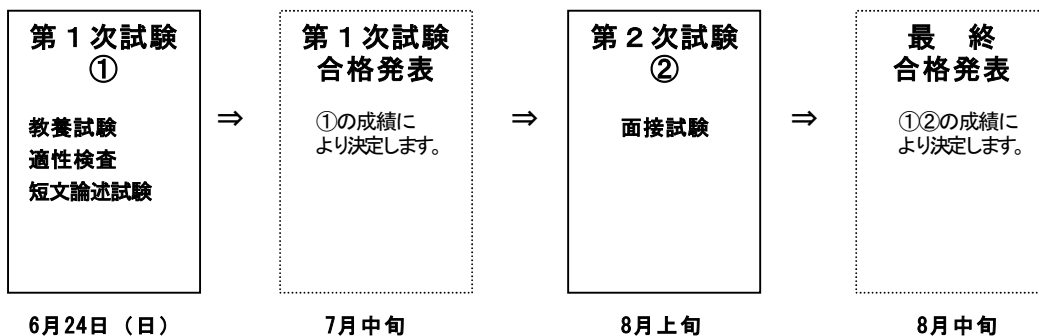 第1次試験
①
教養試験
適性検査
短文論述試験
⇒
第1次試験
合格発表
①の成績に
より決定します。
⇒
第2次試験
②
面接試験
⇒
最　終
合格発表
①②の成績に
より決定します。
6月24日（日）
7月中旬
8月上旬
8月中旬